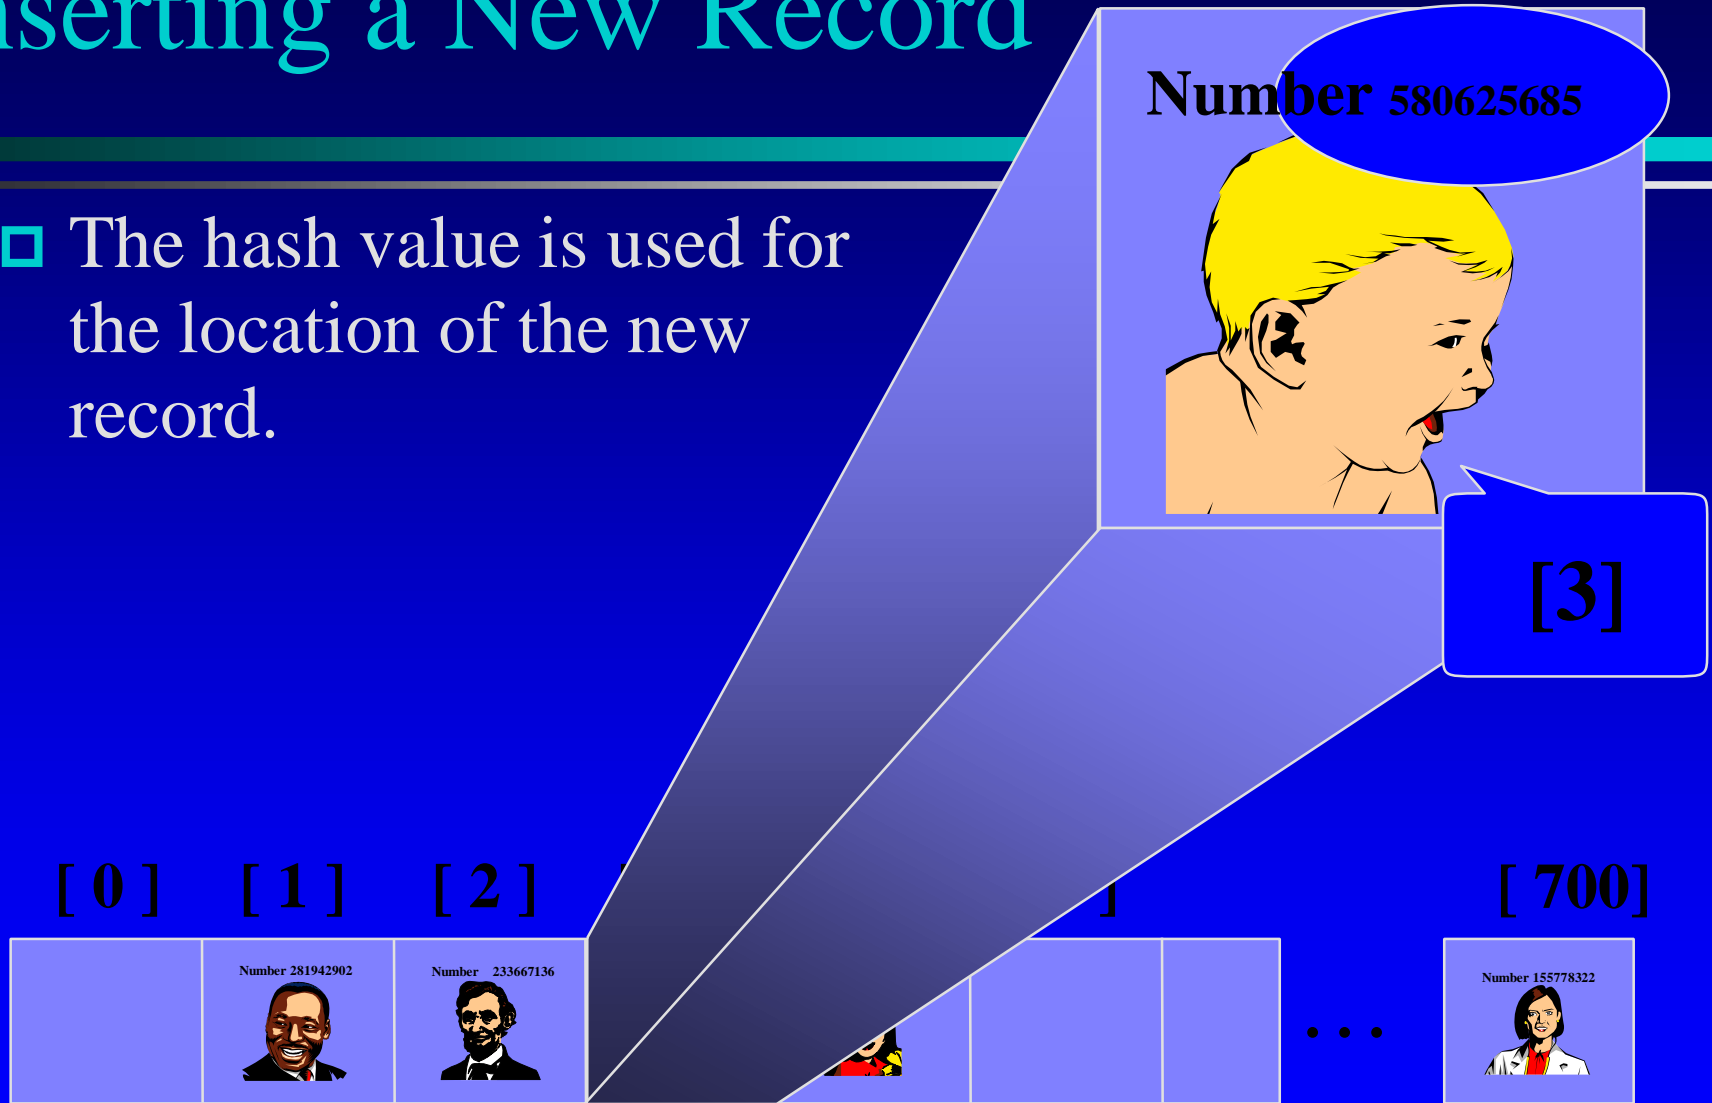 nserting a New Record
Number 580625685
The hash value is used for
the location of the new
record.
[3]
[ 0 ] [ 1 ] [ 2 ] ] [ 700]
Number 281942902
Number 233667136
Number 155778322
. . .